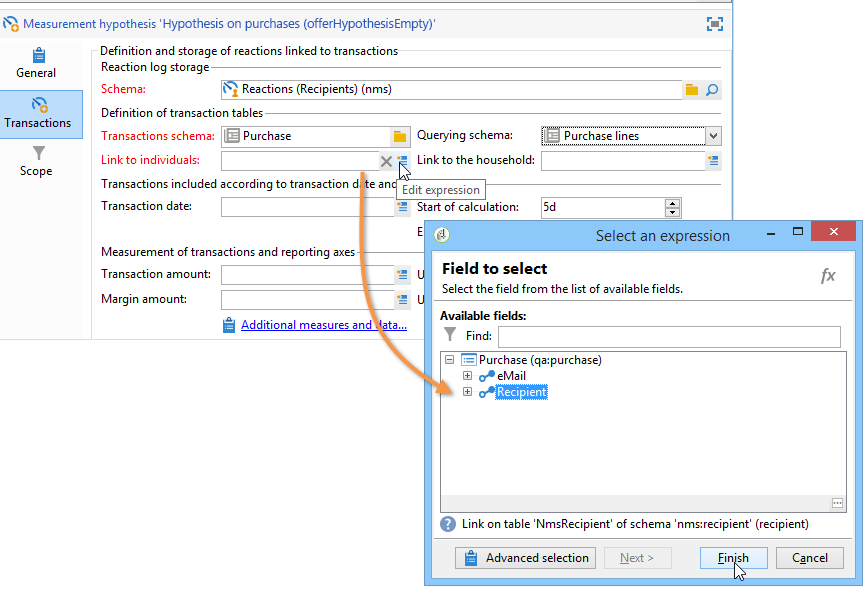 Measurement hypothesis 'Hypothesis on purchases (offerHypothesisEmpty)'
General
Transactions
Scope
Definition and storage of reactions linked to transactions
Reaction log storage
Schema: Reactions (Recipients) (nms)
Definition of transaction tables
Transactions schema: Purchase Querying schema: Purchase lines
Link to individuals: Link to the household:
Edit expression
Transactions included according to transaction date and
Transaction date: Start of calculation: 5d
E
Measurement of transactions and reporting axes
Transaction amount: U
Margin amount: U
Additional measures and data...
Select an expression
Field to select
Select the field from the list of available fields.
fx
Available fields:
Find:
Purchase (qa:purchase)
eMail
Recipient
Link on table 'NmsRecipient' of schema 'nms:recipient' (recipient)
Advanced selection Next > Finish Cancel